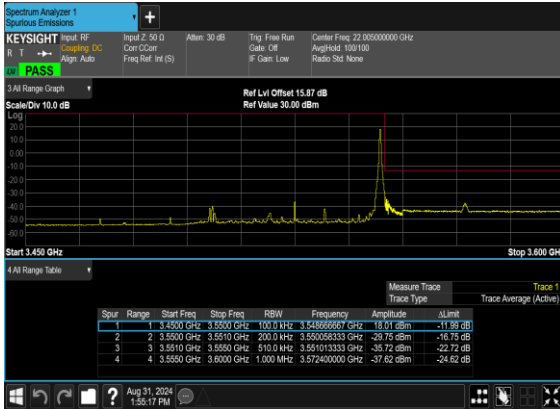 Spectrum Analyzer 1
Spurious Emissions
+
KEYSIGHT
R T
Input: RF
Coupling: DC
Align: Auto
Input Z: 50 Ω
Corr CCorr
Freq Ref: Int (S)
Atten: 30 dB
Trig: Free Run
Gate: Off
IF Gain: Low
Center Freq: 22.005000000 GHz
Avg|Hold: 100/100
Radio Std: None
PASS
3 All Range Graph
Scale/Div 10.0 dB
Ref Lvl Offset 15.87 dB
Ref Value 30.00 dBm
Log
20.0
10.0
0.00
-10.0
-20.0
-30.0
-40.0
-50.0
-60.0
Start 3.450 GHz
Stop 3.600 GH
4 All Range Table
Measure Trace Trace 1
Trace Type Trace Average (Active)
Spur Range Start Freq Stop Freq RBW Frequency Amplitude ΔLimit
1 1 3.4500 GHz 3.5500 GHz 100.0 kHz 3.548666667 GHz 18.01 dBm -11.99 dB
2 2 3.5500 GHz 3.5510 GHz 200.0 kHz 3.550058333 GHz -29.75 dBm -16.75 dB
3 3 3.5510 GHz 3.5550 GHz 510.0 kHz 3.551013333 GHz -35.72 dBm -22.72 dB
4 4 3.5550 GHz 3.6000 GHz 1.000 MHz 3.572400000 GHz -37.62 dBm -24.62 dB
?
Aug 31, 2024
1:55:17 PM